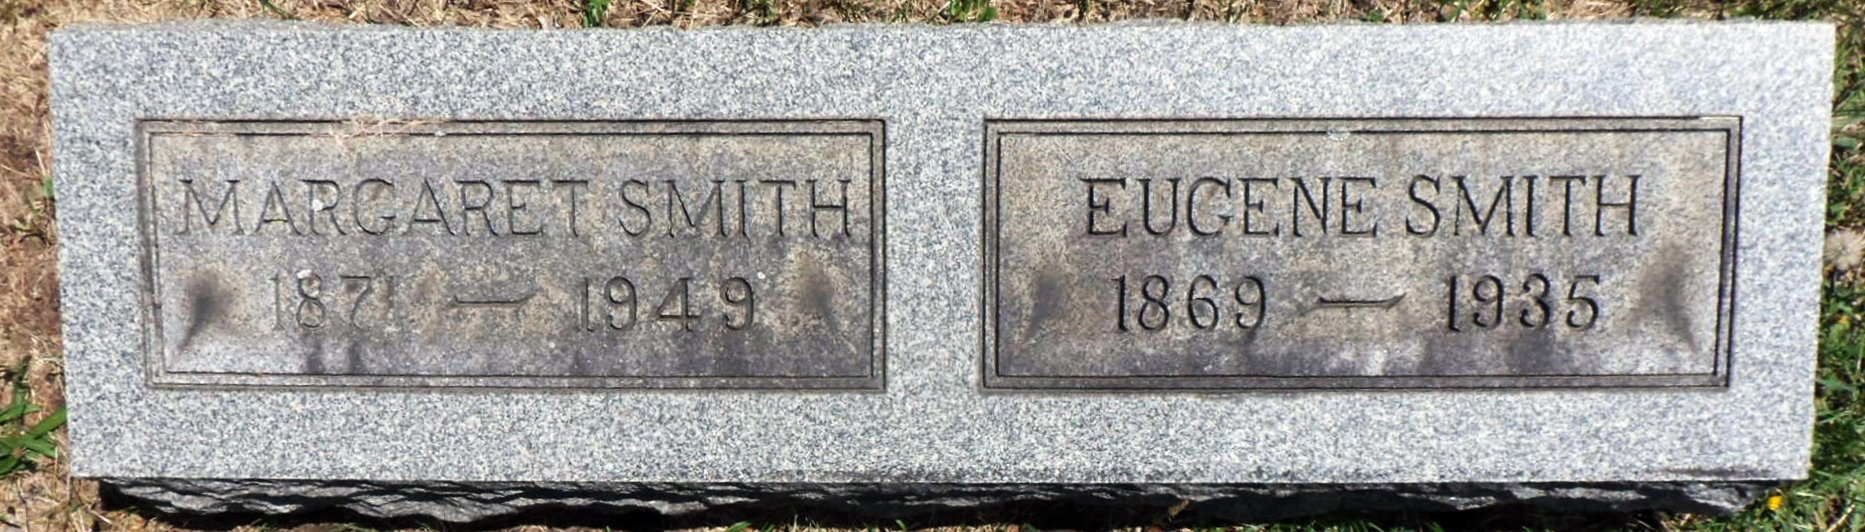 MARGARET SMITH
1871 — 1949
EUGENE SMITH
1869 — 1935